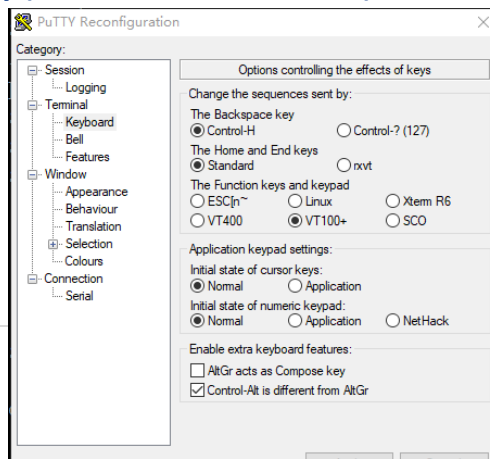 PuTTY Reconfiguration
Category:
Session
Logging
Terminal
Keyboard
Bell
Features
Window
Appearance
Behaviour
Translation
Selection
Colours
Connection
Serial
Options controlling the effects of keys
Change the sequences sent by:
The Backspace key
Control-H Control-? (127)
The Home and End keys
Standard rxvt
The Function keys and keypad
ESC[n~ Linux Xterm R6
VT400 VT100+ SCO
Application keypad settings:
Initial state of cursor keys:
Normal Application
Initial state of numeric keypad:
Normal Application NetHack
Enable extra keyboard features:
AltGr acts as Compose key
Control-Alt is different from AltGr